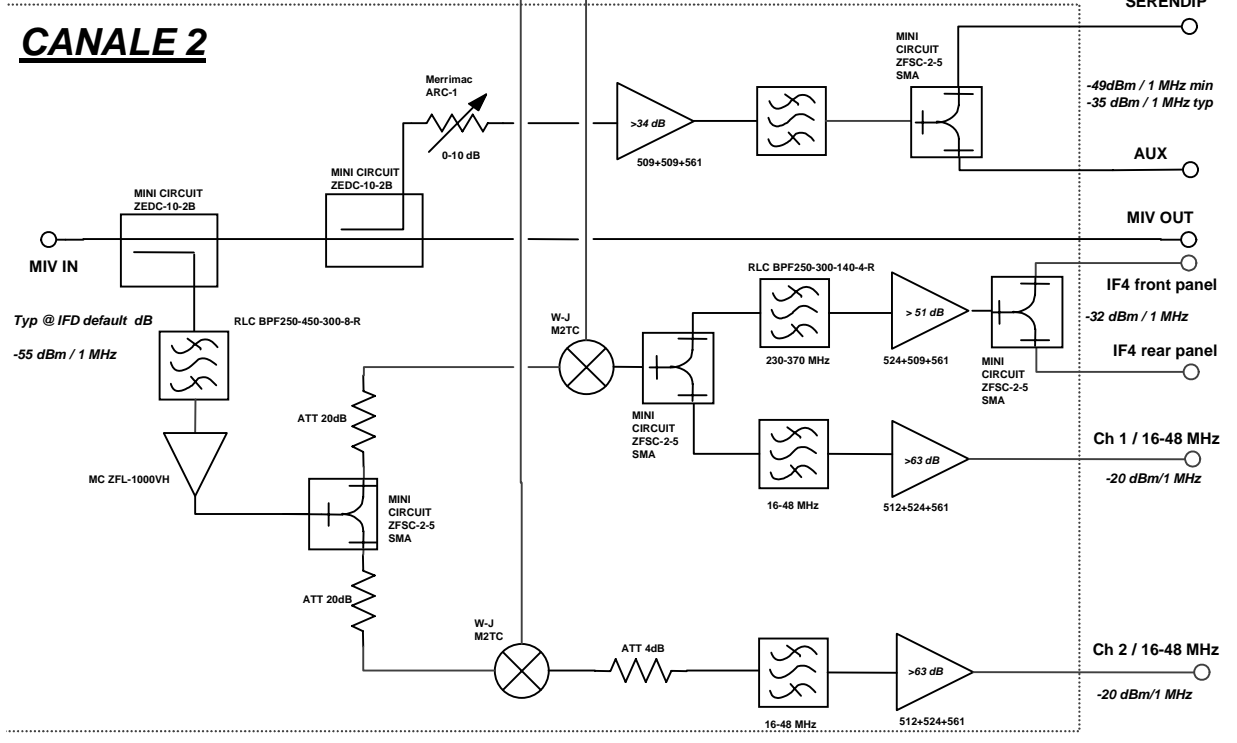 SERENDIP
CANALE 2
MINI
CIRCUIT
ZFSC-2-5
SMA
-49dBm / 1 MHz min
-35 dBm / 1 MHz typ
Merrimac
ARC-1
>34 dB
0-10 dB
509+509+561
AUX
MINI CIRCUIT
ZEDC-10-2B
MINI CIRCUIT
ZEDC-10-2B
MIV OUT
MIV IN
RLC BPF250-300-140-4-R
IF4 front panel
Typ @ IFD default  dB
RLC BPF250-450-300-8-R
W-J
M2TC
> 51 dB
-32 dBm / 1 MHz
-55 dBm / 1 MHz
IF4 rear panel
230-370 MHz
524+509+561
MINI
CIRCUIT
ZFSC-2-5
SMA
ATT 20dB
MINI
CIRCUIT
ZFSC-2-5
SMA
Ch 1 / 16-48 MHz
>63 dB
-20 dBm/1 MHz
MC ZFL-1000VH
MINI
CIRCUIT
ZFSC-2-5
SMA
16-48 MHz
512+524+561
ATT 20dB
W-J
M2TC
ATT 4dB
Ch 2 / 16-48 MHz
>63 dB
-20 dBm/1 MHz
16-48 MHz
512+524+561